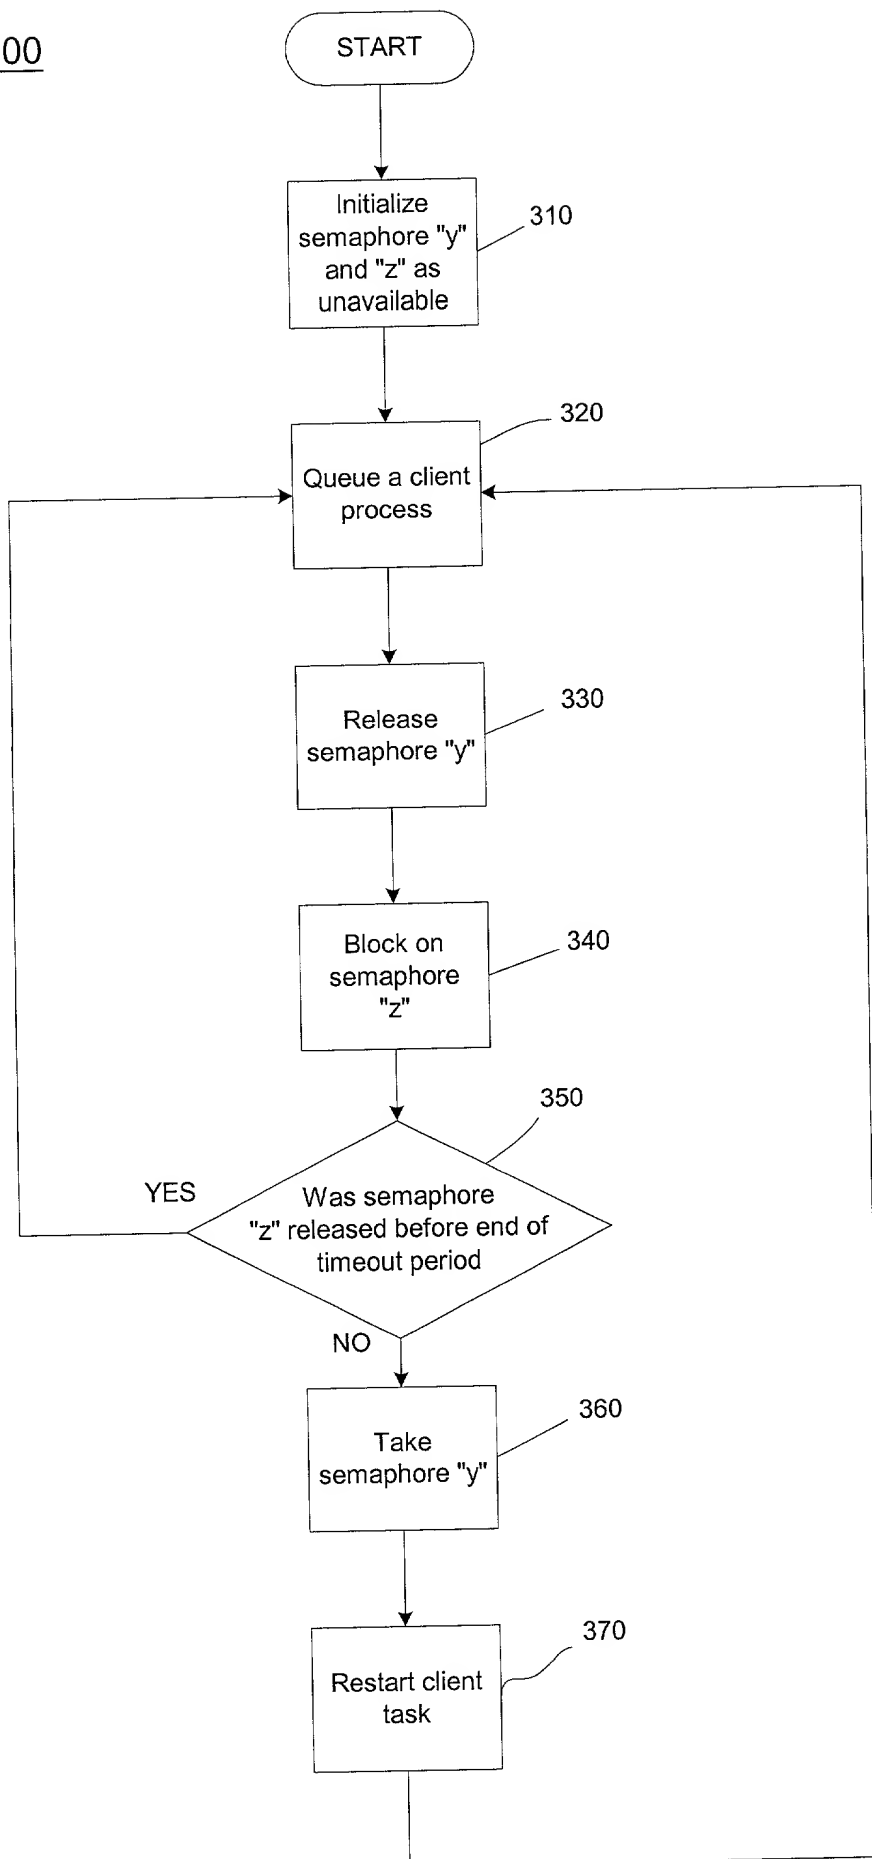 00
START
Initialize
semaphore "y"
and "z" as
unavailable
310
320
Queue a client
process
Release
semaphore "y"
330
Block on
semaphore
"z"
340
350
YES
Was semaphore
"z" released before end of
timeout period
NO
360
Take
semaphore "y"
370
Restart client
task